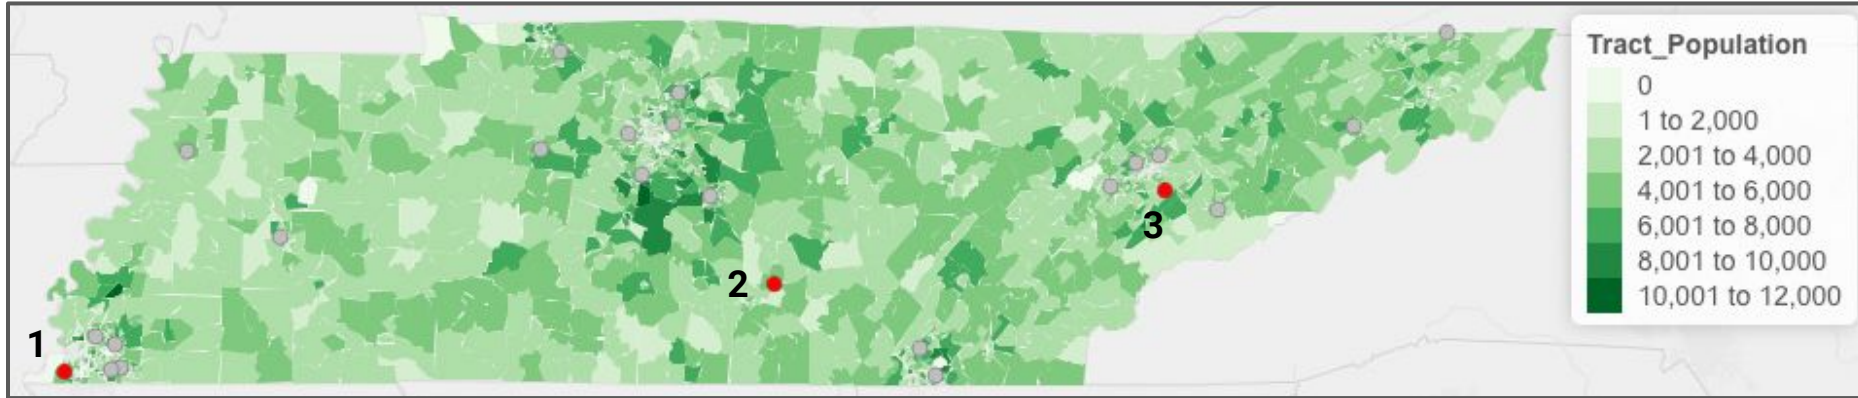 Tract_Population
0
1 to 2,000
2,001 to 4,000
4,001 to 6,000
6,001 to 8,000
8,001 to 10,000
10,001 to 12,000
3
2
1